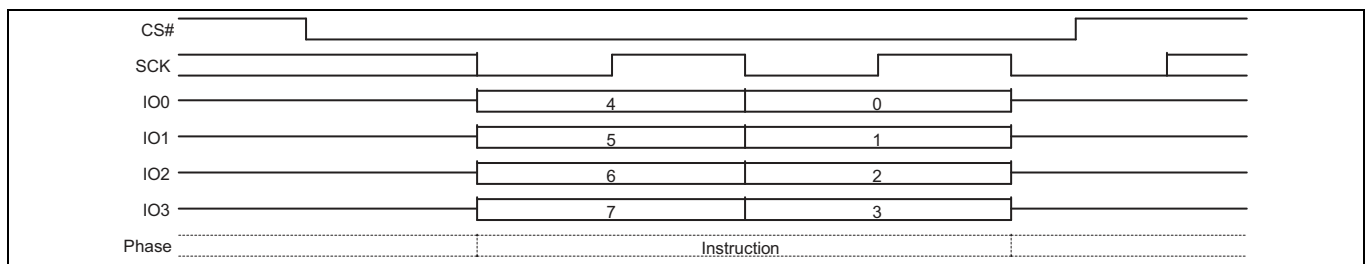 CS#
SCK
IO0 4 0
IO1 5 1
IO2 6 2
IO3 7 3
Phase Instruction